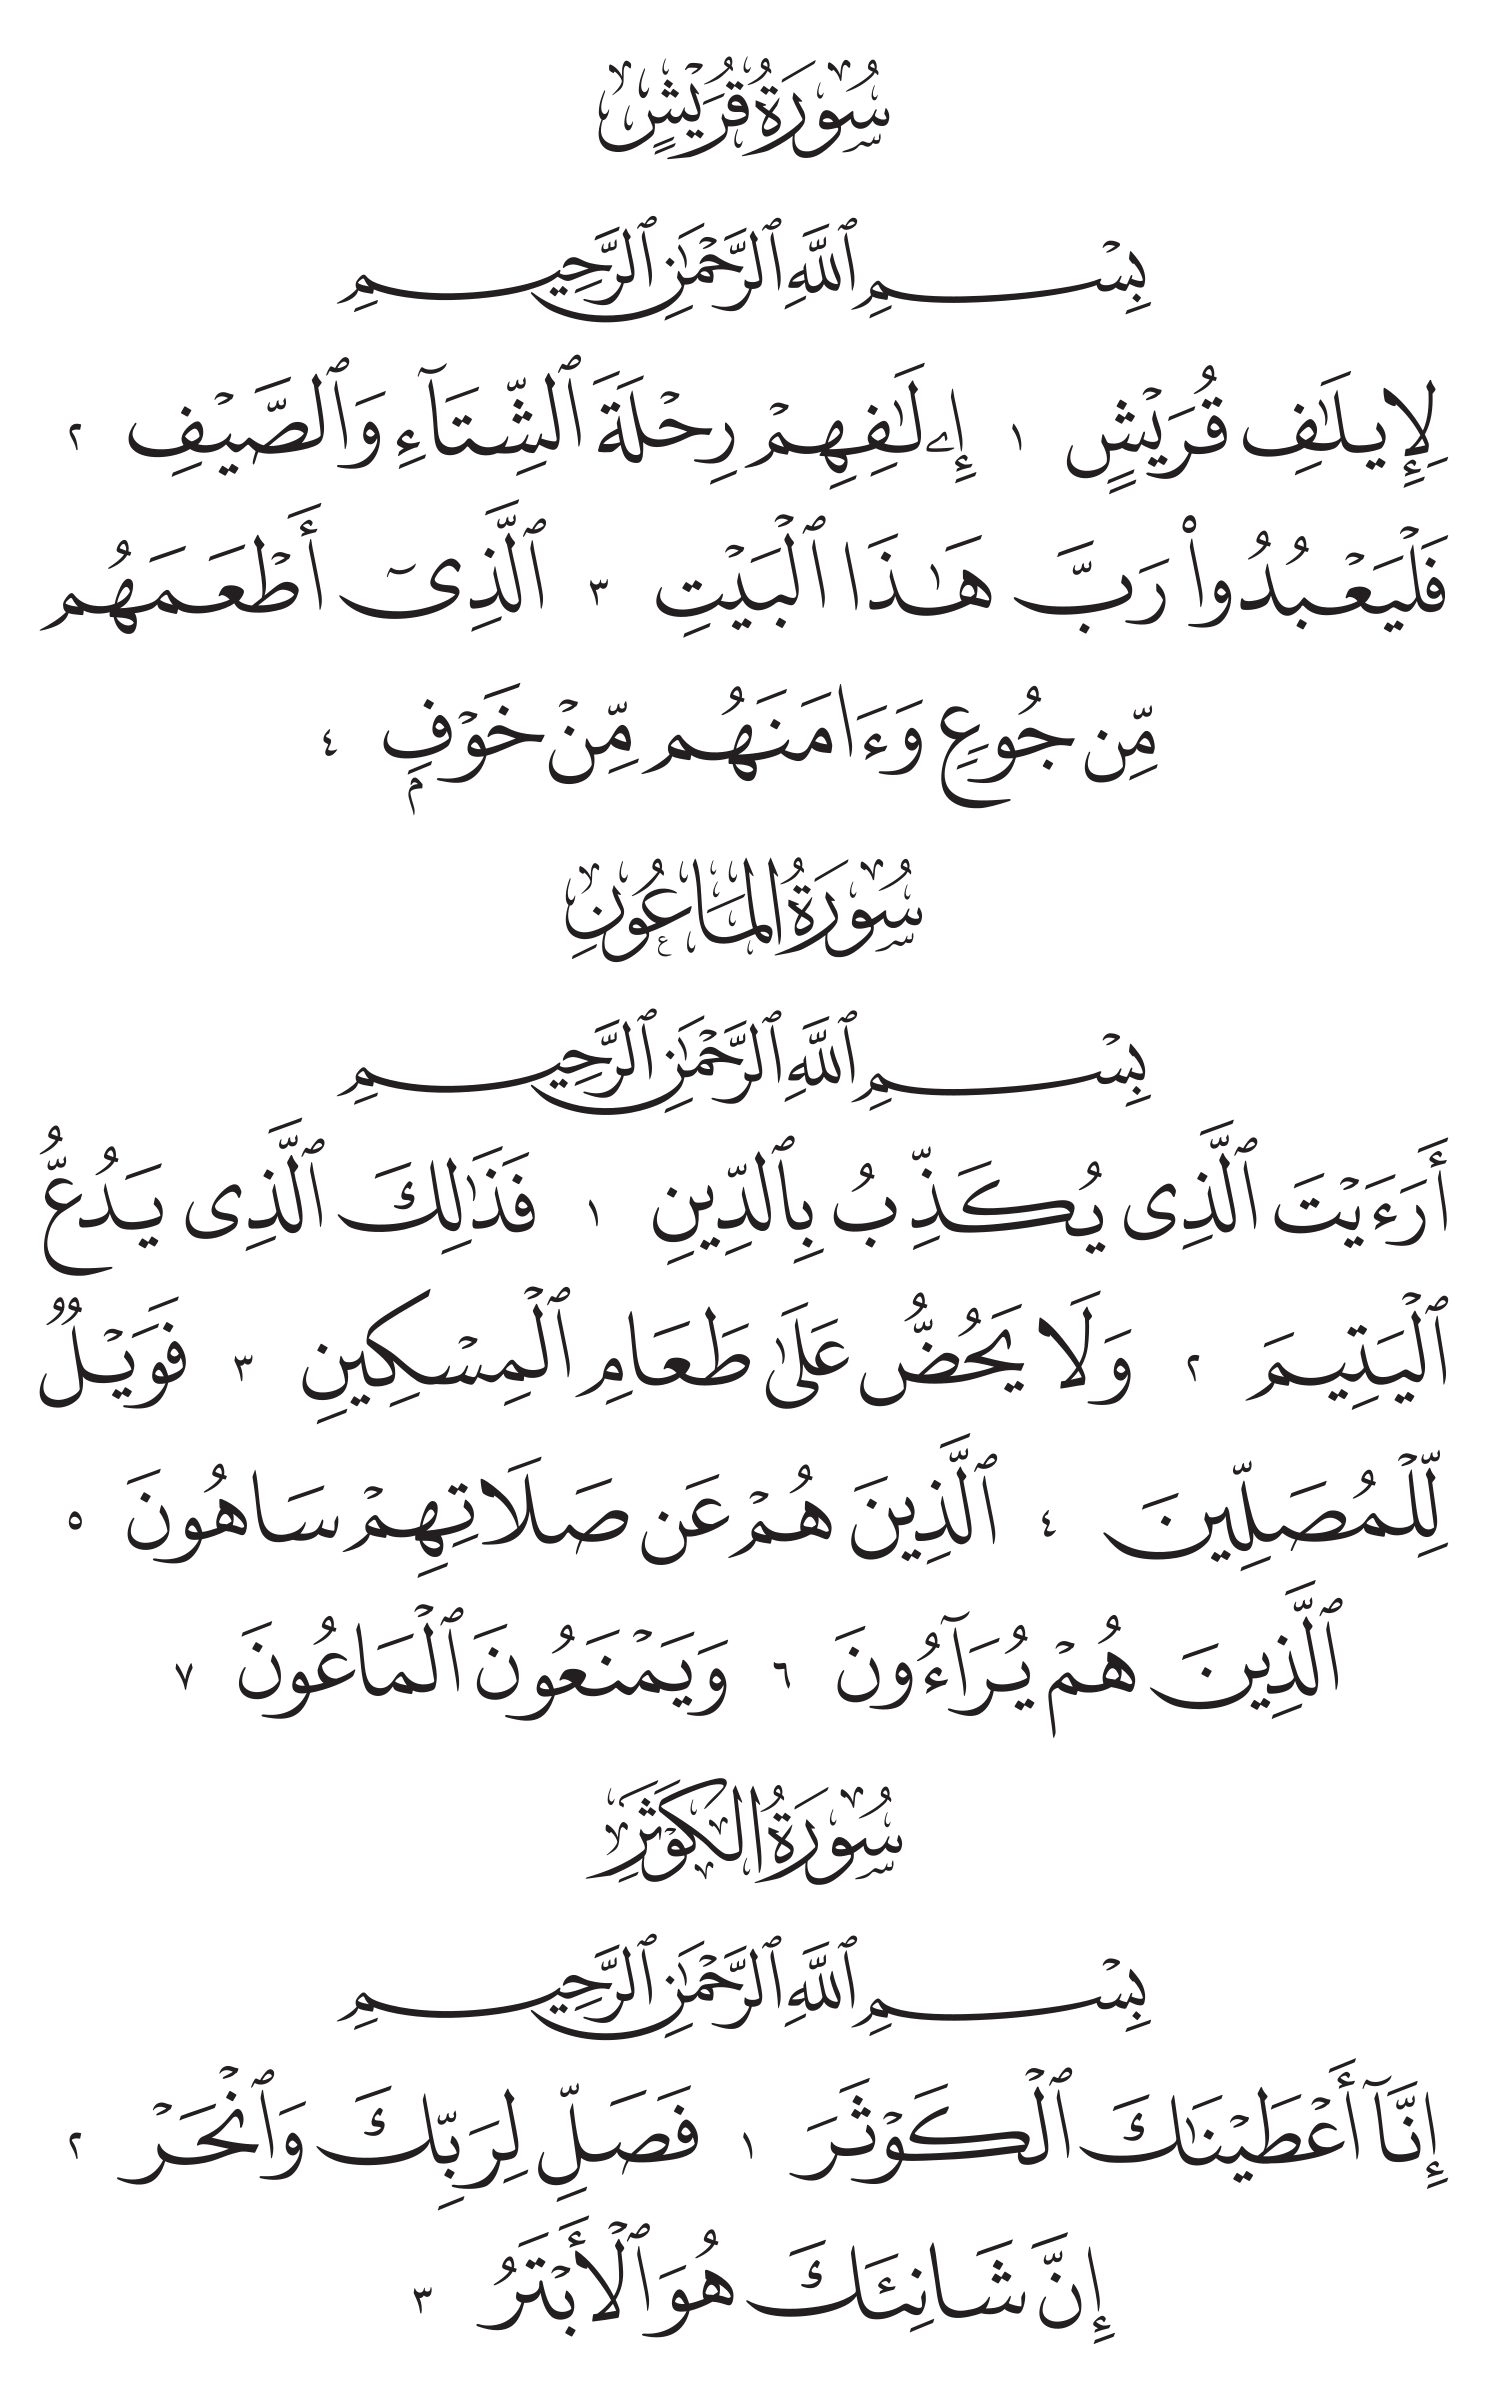 سُورَةُ قُرَيْشٍ
بِسْمِ ٱللَّهِ ٱلرَّحْمَٰنِ ٱلرَّحِيمِ
لِإِيلَٰفِ قُرَيْشٍ ١ إِۦلَٰفِهِمْ رِحْلَةَ ٱلشِّتَآءِ وَٱلصَّيْفِ ٢
فَلْيَعْبُدُوا۟ رَبَّ هَٰذَا ٱلْبَيْتِ ٣ ٱلَّذِىٓ أَطْعَمَهُم
مِّن جُوعٍ وَءَامَنَهُم مِّنْ خَوْفٍۭ ٤
سُورَةُ الْمَاعُونِ
بِسْمِ ٱللَّهِ ٱلرَّحْمَٰنِ ٱلرَّحِيمِ
أَرَءَيْتَ ٱلَّذِى يُكَذِّبُ بِٱلدِّينِ ١ فَذَٰلِكَ ٱلَّذِى يَدُعُّ
ٱلْيَتِيمَ ٢ وَلَا يَحُضُّ عَلَىٰ طَعَامِ ٱلْمِسْكِينِ ٣ فَوَيْلٌ
لِّلْمُصَلِّينَ ٤ ٱلَّذِينَ هُمْ عَن صَلَاتِهِمْ سَاهُونَ ٥
ٱلَّذِينَ هُمْ يُرَآءُونَ ٦ وَيَمْنَعُونَ ٱلْمَاعُونَ ٧
سُورَةُ الْكَوْثَرِ
بِسْمِ ٱللَّهِ ٱلرَّحْمَٰنِ ٱلرَّحِيمِ
إِنَّآ أَعْطَيْنَٰكَ ٱلْكَوْثَرَ ١ فَصَلِّ لِرَبِّكَ وَٱنْحَرْ ٢
إِنَّ شَانِئَكَ هُوَ ٱلْأَبْتَرُ ٣